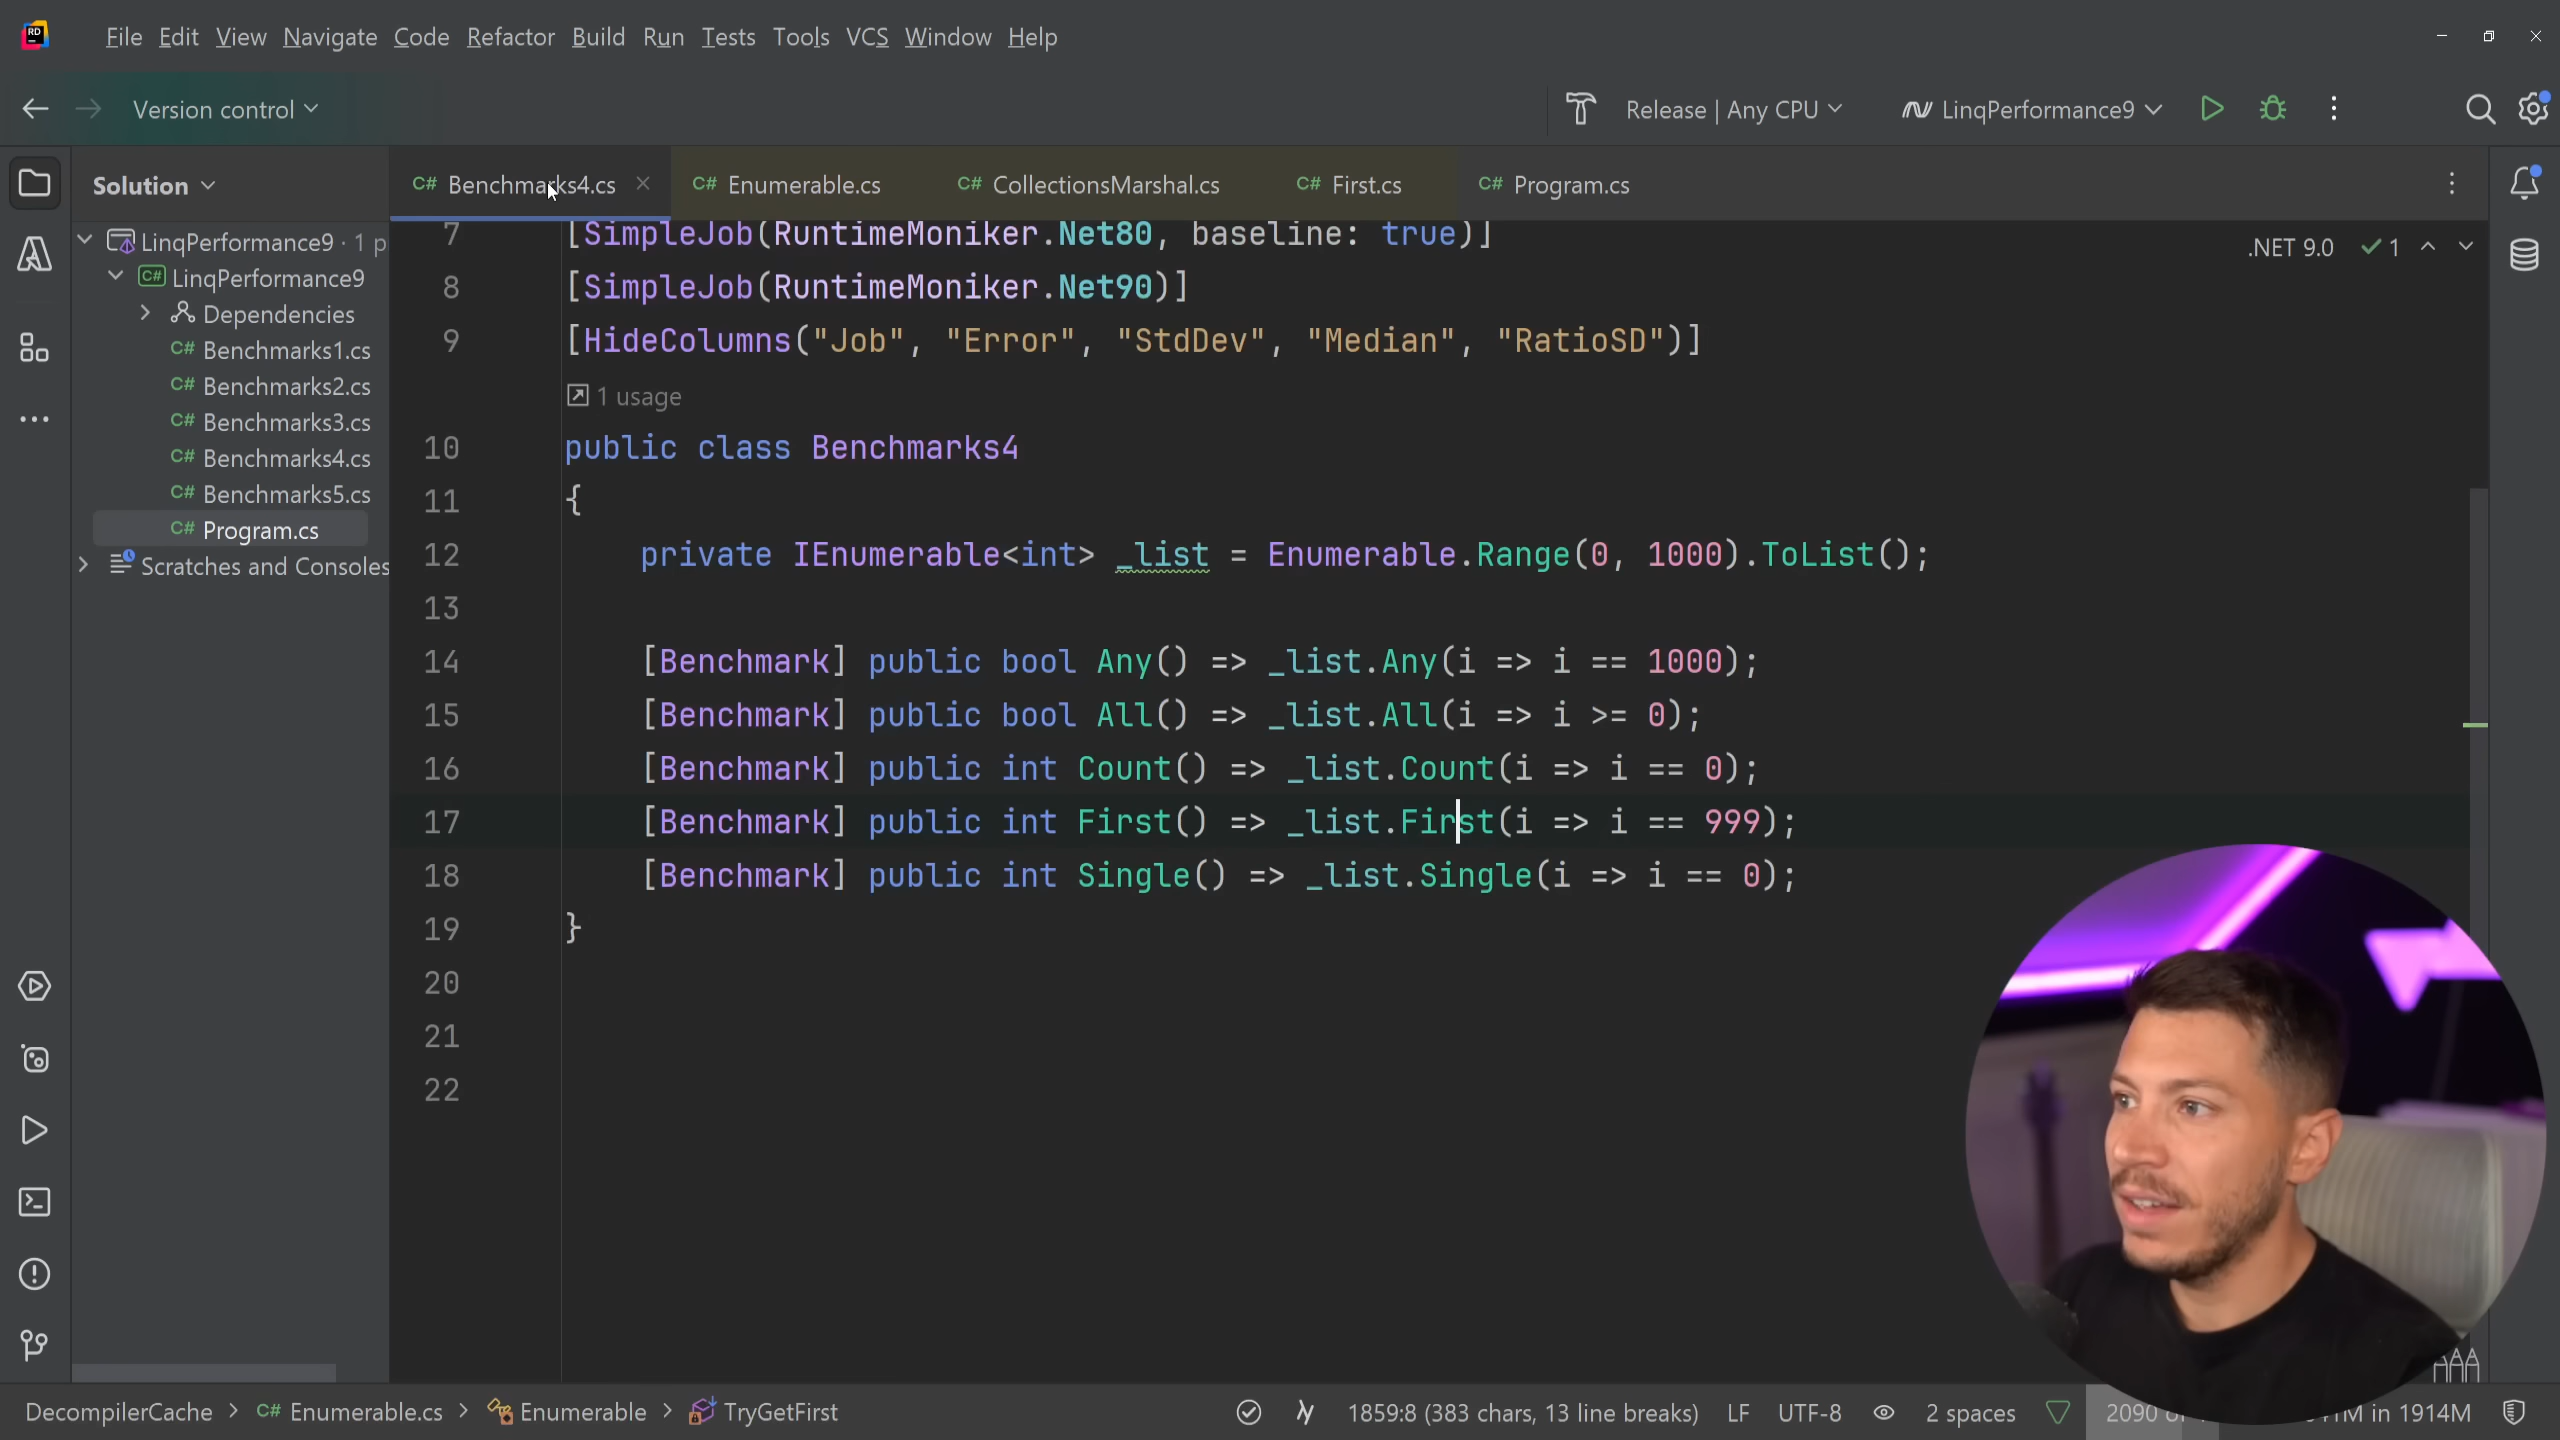 RD
File Edit View Navigate Code Refactor Build Run Tests Tools VCS Window Help
Version control
Release | Any CPU
LinqPerformance9
Solution
C# Benchmarks4.cs
C# Enumerable.cs
C# CollectionsMarshal.cs
C# First.cs
C# Program.cs
LinqPerformance9 · 1 p
C# LinqPerformance9
Dependencies
C# Benchmarks1.cs
C# Benchmarks2.cs
C# Benchmarks3.cs
C# Benchmarks4.cs
C# Benchmarks5.cs
C# Program.cs
Scratches and Consoles
.NET 9.0 1
7 [SimpleJob(RuntimeMoniker.Net80, baseline: true)]
8 [SimpleJob(RuntimeMoniker.Net90)]
9 [HideColumns("Job", "Error", "StdDev", "Median", "RatioSD")]
1 usage
10 public class Benchmarks4
11 {
12 private IEnumerable<int> _list = Enumerable.Range(0, 1000).ToList();
13
14 [Benchmark] public bool Any() => _list.Any(i => i == 1000);
15 [Benchmark] public bool All() => _list.All(i => i >= 0);
16 [Benchmark] public int Count() => _list.Count(i => i == 0);
17 [Benchmark] public int First() => _list.First(i => i == 999);
18 [Benchmark] public int Single() => _list.Single(i => i == 0);
19 }
20
21
22
DecompilerCache > C# Enumerable.cs > Enumerable > TryGetFirst
1859:8 (383 chars, 13 line breaks) LF UTF-8 2 spaces 2090 in 1914M